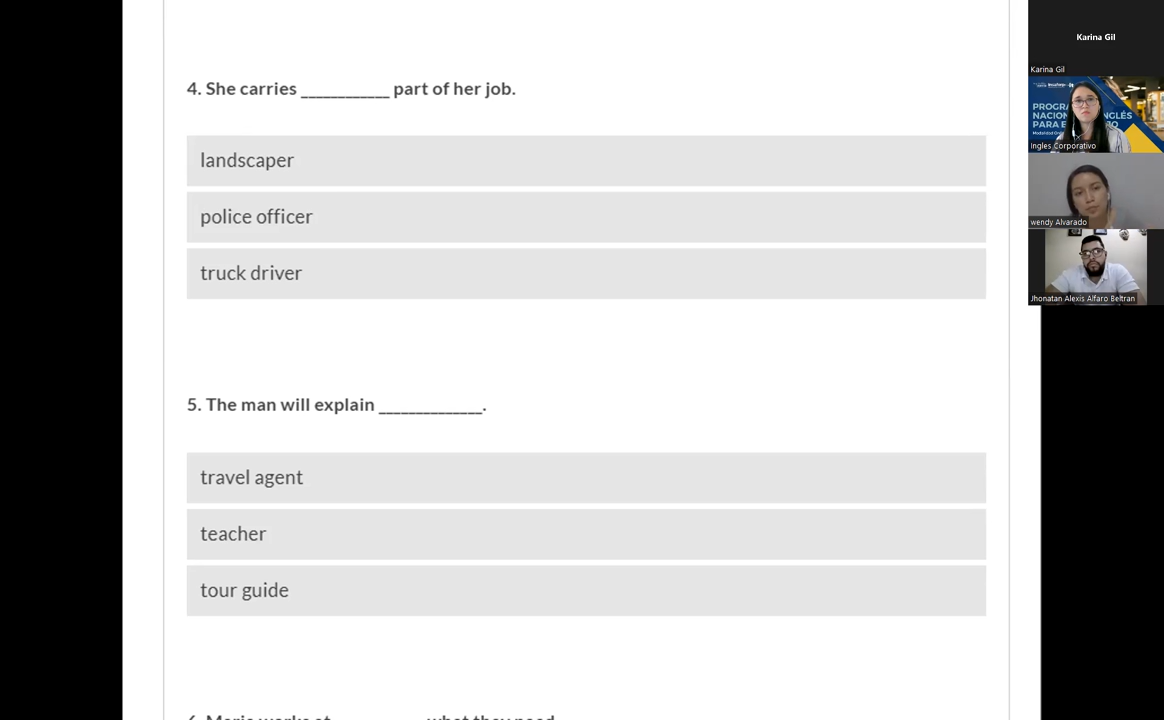 4. She carries ____________ part of her job.
landscaper
police officer
truck driver
5. The man will explain ______________.
travel agent
teacher
tour guide
Karina Gil
Karina Gil
Ingles Corporativo
wendy Alvarado
Jhonatan Alexis Alfaro Beltran